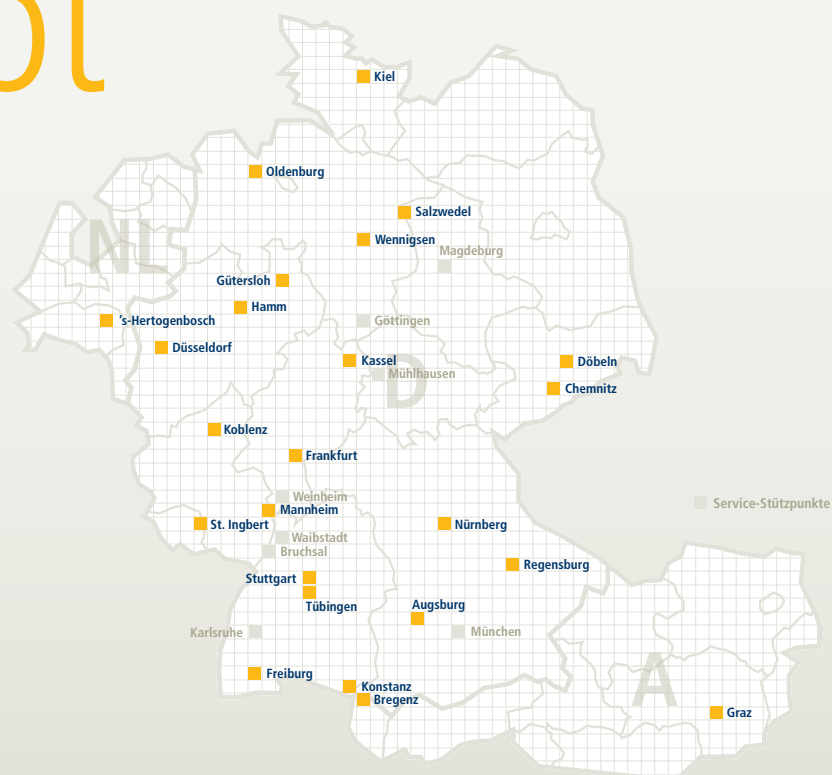 Kiel
Oldenburg
Salzwedel
NL
Wennigsen
Magdeburg
Gütersloh
Hamm
's-Hertogenbosch
Göttingen
Düsseldorf
Kassel
Döbeln
Mühlhausen
D
Chemnitz
Koblenz
Frankfurt
Weinheim
Service-Stützpunkte
Mannheim
St. Ingbert
Nürnberg
Waibstadt
Bruchsal
Regensburg
Stuttgart
Tübingen
Augsburg
Karlsruhe
München
Freiburg
A
Konstanz
Bregenz
Graz